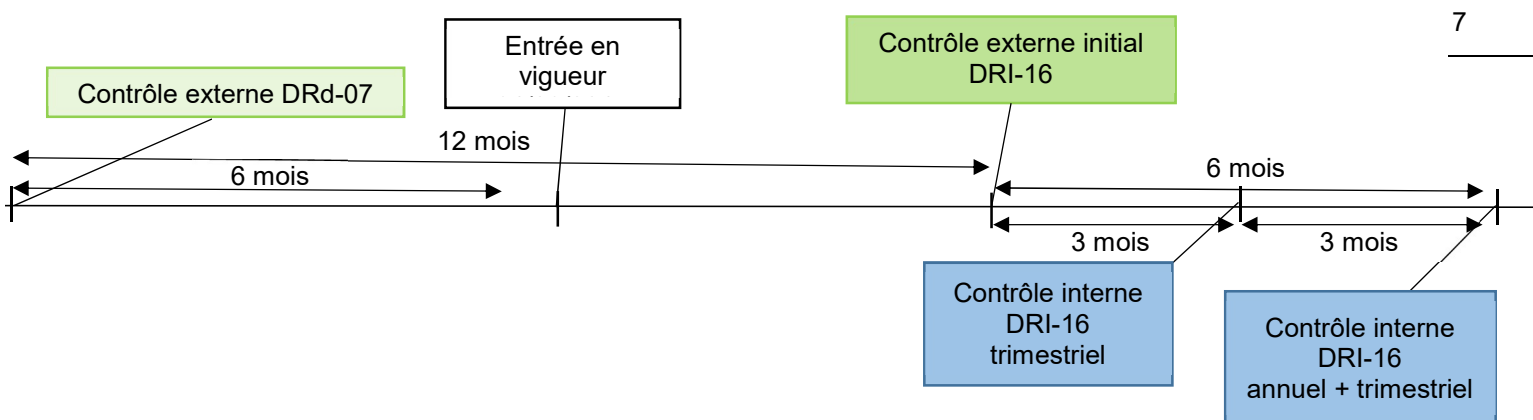 7
Contrôle externe DRd-07
Entrée en
vigueur
Contrôle externe initial
DRI-16
12 mois
6 mois
6 mois
3 mois
3 mois
Contrôle interne
DRI-16
trimestriel
Contrôle interne
DRI-16
annuel + trimestriel